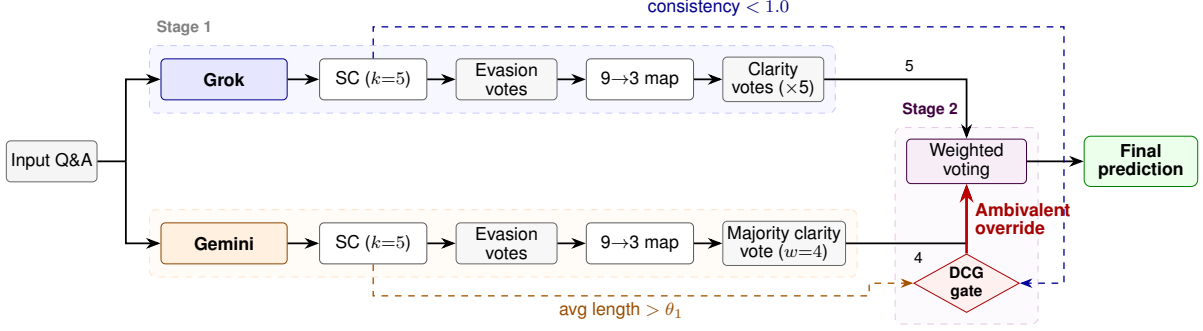 consistency < 1.0
Stage 1
Grok
SC (k=5)
Evasion
votes
9→3 map
Clarity
votes (×5)
5
Stage 2
Input Q&A
Weighted
voting
Final
prediction
Ambivalent
override
Gemini
SC (k=5)
Evasion
votes
9→3 map
Majority clarity
vote (w=4)
4
DCG
gate
avg length > θ₁